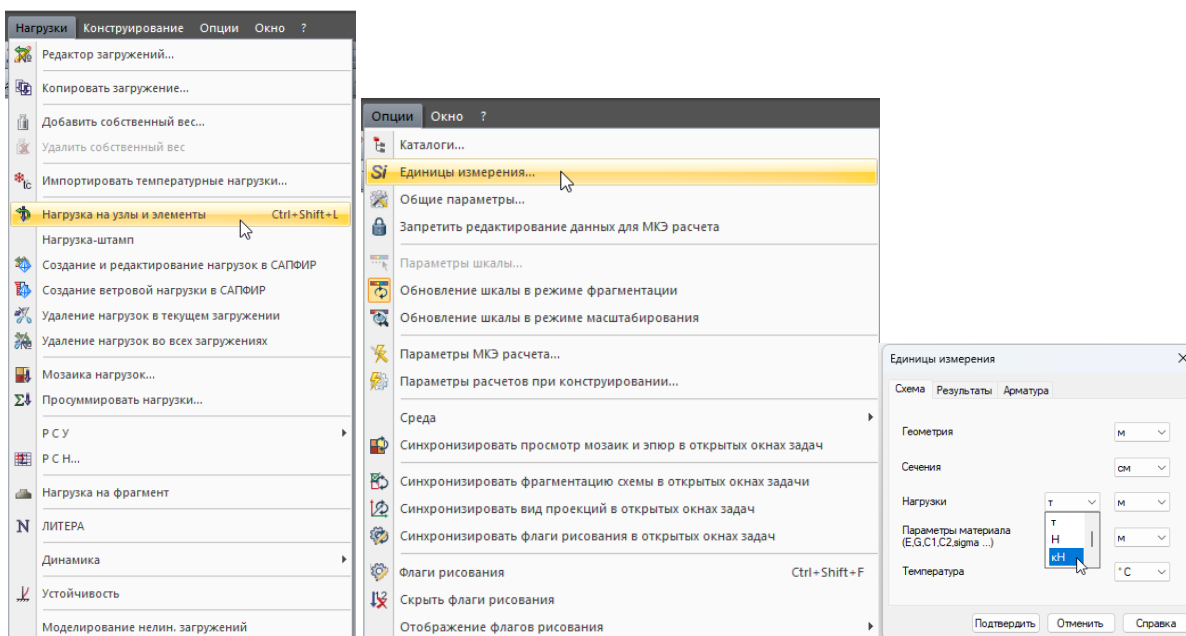 Нагрузки Конструирование Опции Окно ?
Редактор загружений...
Копировать загружение...
Добавить собственный вес...
Удалить собственный вес
Импортировать температурные нагрузки...
Нагрузка на узлы и элементы Ctrl+Shift+L
Нагрузка-штамп
Создание и редактирование нагрузок в САПФИР
Создание ветровой нагрузки в САПФИР
Удаление нагрузок в текущем загружении
Удаление нагрузок во всех загружениях
Мозаика нагрузок...
Просуммировать нагрузки...
Р С У
Р С Н...
Нагрузка на фрагмент
ЛИТЕРА
Динамика
Устойчивость
Моделирование нелин. загружений
Опции Окно ?
Каталоги...
Единицы измерения...
Общие параметры...
Запретить редактирование данных для МКЭ расчета
Параметры шкалы...
Обновление шкалы в режиме фрагментации
Обновление шкалы в режиме масштабирования
Параметры МКЭ расчета...
Параметры расчетов при конструировании...
Среда
Синхронизировать просмотр мозаик и эпюр в открытых окнах задач
Синхронизировать фрагментацию схемы в открытых окнах задачи
Синхронизировать вид проекций в открытых окнах задач
Синхронизировать флаги рисования в открытых окнах задач
Флаги рисования Ctrl+Shift+F
Скрыть флаги рисования
Отображение флагов рисования
Единицы измерения
Схема Результаты Арматура
Геометрия м
Сечения см
Нагрузки т м
т
Н
кН
Параметры материала
(E,G,C1,C2,sigma ...) м
Температура °C
Подтвердить Отменить Справка